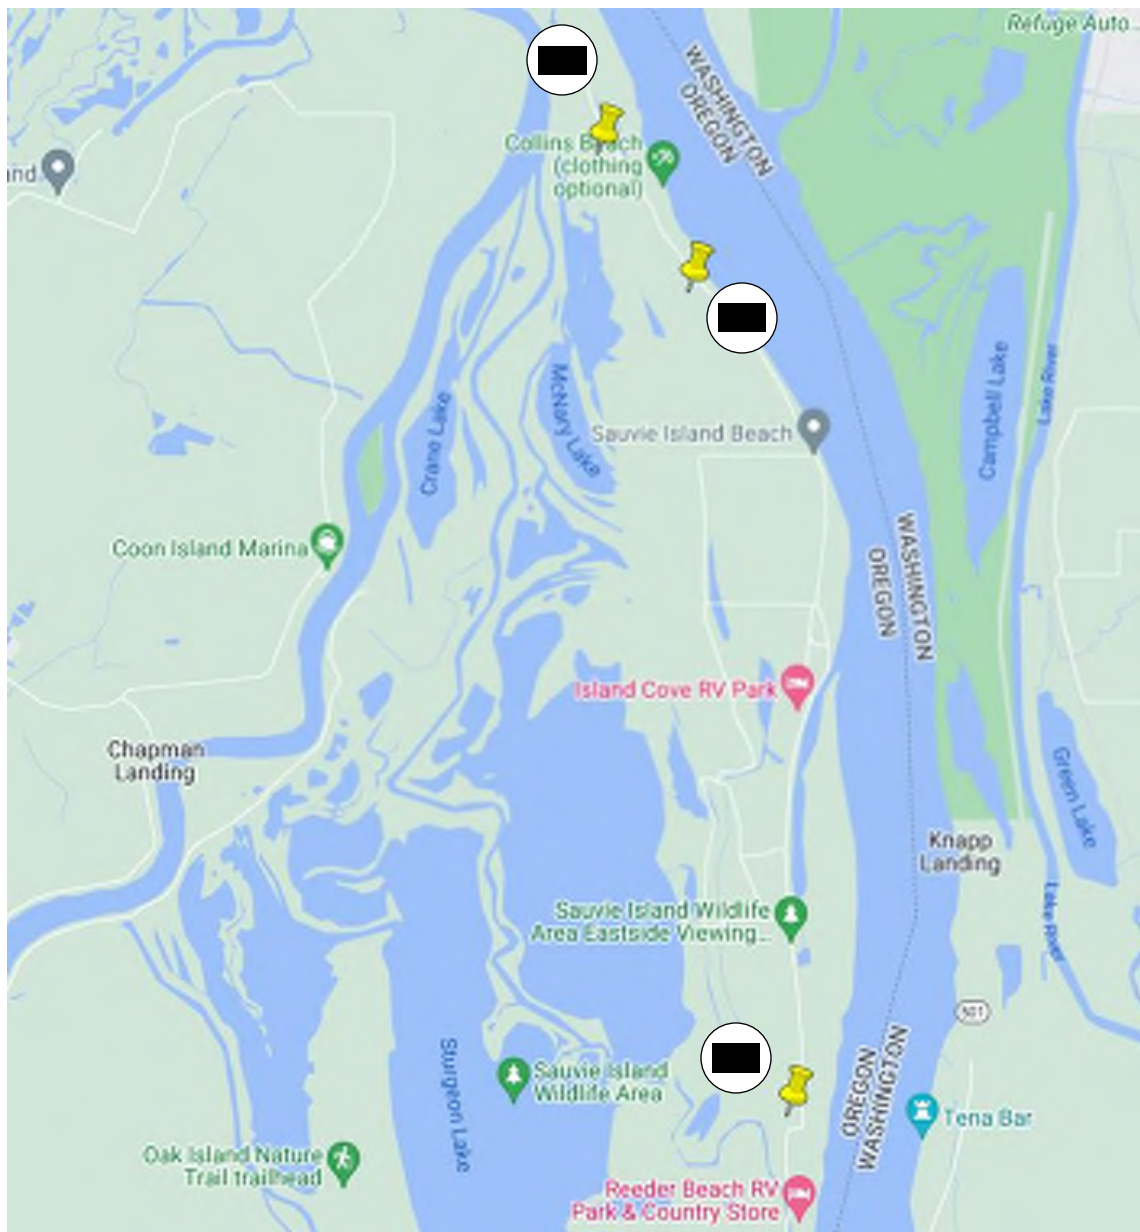 Refuge Auto...
WASHINGTON
OREGON
Collins Beach
(clothing
optional)
and
Campbell Lake
Lake River
McNary Lake
Crane Lake
Sauvie Island Beach
Coon Island Marina
WASHINGTON
OREGON
Island Cove RV Park
Chapman
Landing
Green Lake
Knapp
Landing
Sauvie Island Wildlife
Area Eastside Viewing...
Lake River
501
Sturgeon Lake
Sauvie Island
Wildlife Area
OREGON
WASHINGTON
Tena Bar
Oak Island Nature
Trail trailhead
Reeder Beach RV
Park & Country Store